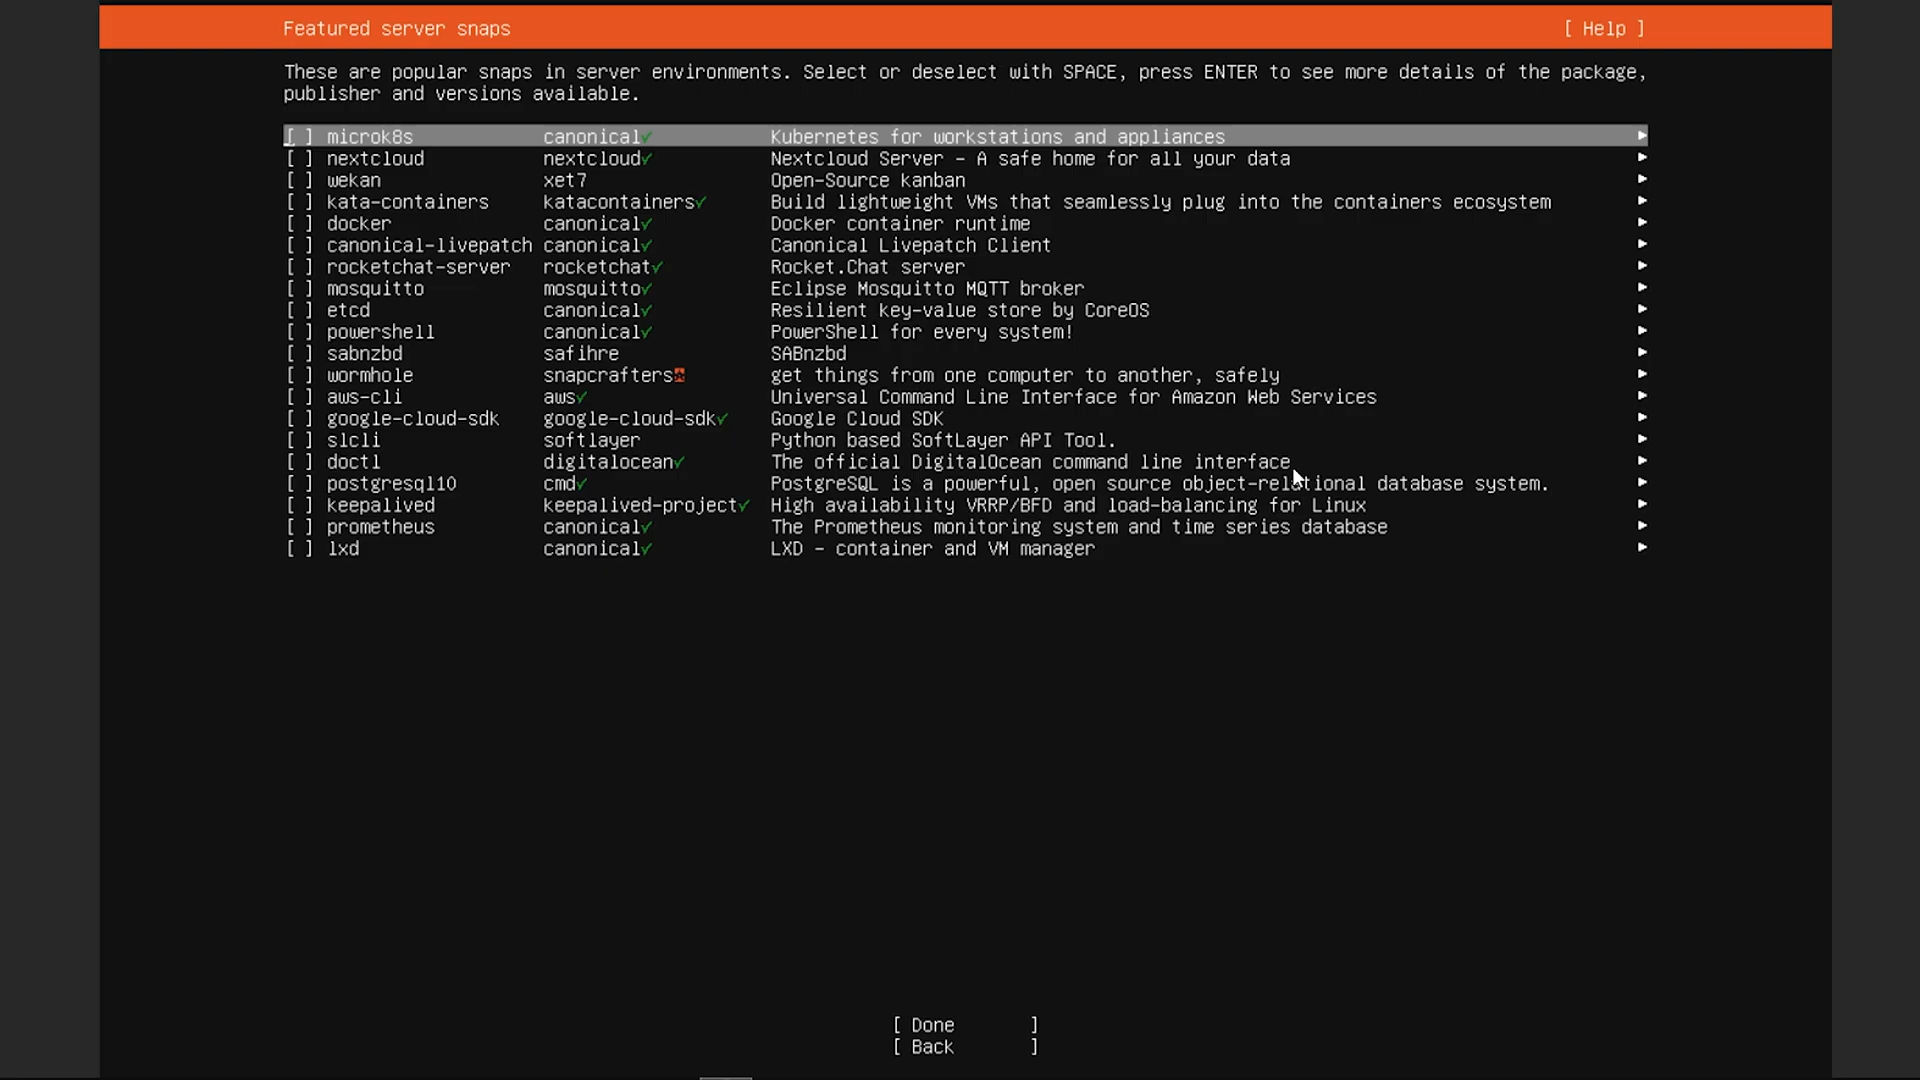 Featured server snaps [ Help ]
These are popular snaps in server environments. Select or deselect with SPACE, press ENTER to see more details of the package,
publisher and versions available.
[ ] microk8s canonical✓ Kubernetes for workstations and appliances ►
[ ] nextcloud nextcloud✓ Nextcloud Server - A safe home for all your data ►
[ ] wekan xet7 Open-Source kanban ►
[ ] kata-containers katacontainers✓ Build lightweight VMs that seamlessly plug into the containers ecosystem ►
[ ] docker canonical✓ Docker container runtime ►
[ ] canonical-livepatch canonical✓ Canonical Livepatch Client ►
[ ] rocketchat-server rocketchat✓ Rocket.Chat server ►
[ ] mosquitto mosquitto✓ Eclipse Mosquitto MQTT broker ►
[ ] etcd canonical✓ Resilient key-value store by CoreOS ►
[ ] powershell canonical✓ PowerShell for every system! ►
[ ] sabnzbd safihre SABnzbd ►
[ ] wormhole snapcrafters get things from one computer to another, safely ►
[ ] aws-cli aws✓ Universal Command Line Interface for Amazon Web Services ►
[ ] google-cloud-sdk google-cloud-sdk✓ Google Cloud SDK ►
[ ] slcli softlayer Python based SoftLayer API Tool. ►
[ ] doctl digitalocean✓ The official DigitalOcean command line interface ►
[ ] postgresql10 cmd✓ PostgreSQL is a powerful, open source object-relational database system. ►
[ ] keepalived keepalived-project✓ High availability VRRP/BFD and load-balancing for Linux ►
[ ] prometheus canonical✓ The Prometheus monitoring system and time series database ►
[ ] lxd canonical✓ LXD - container and VM manager ►
[ Done ]
[ Back ]